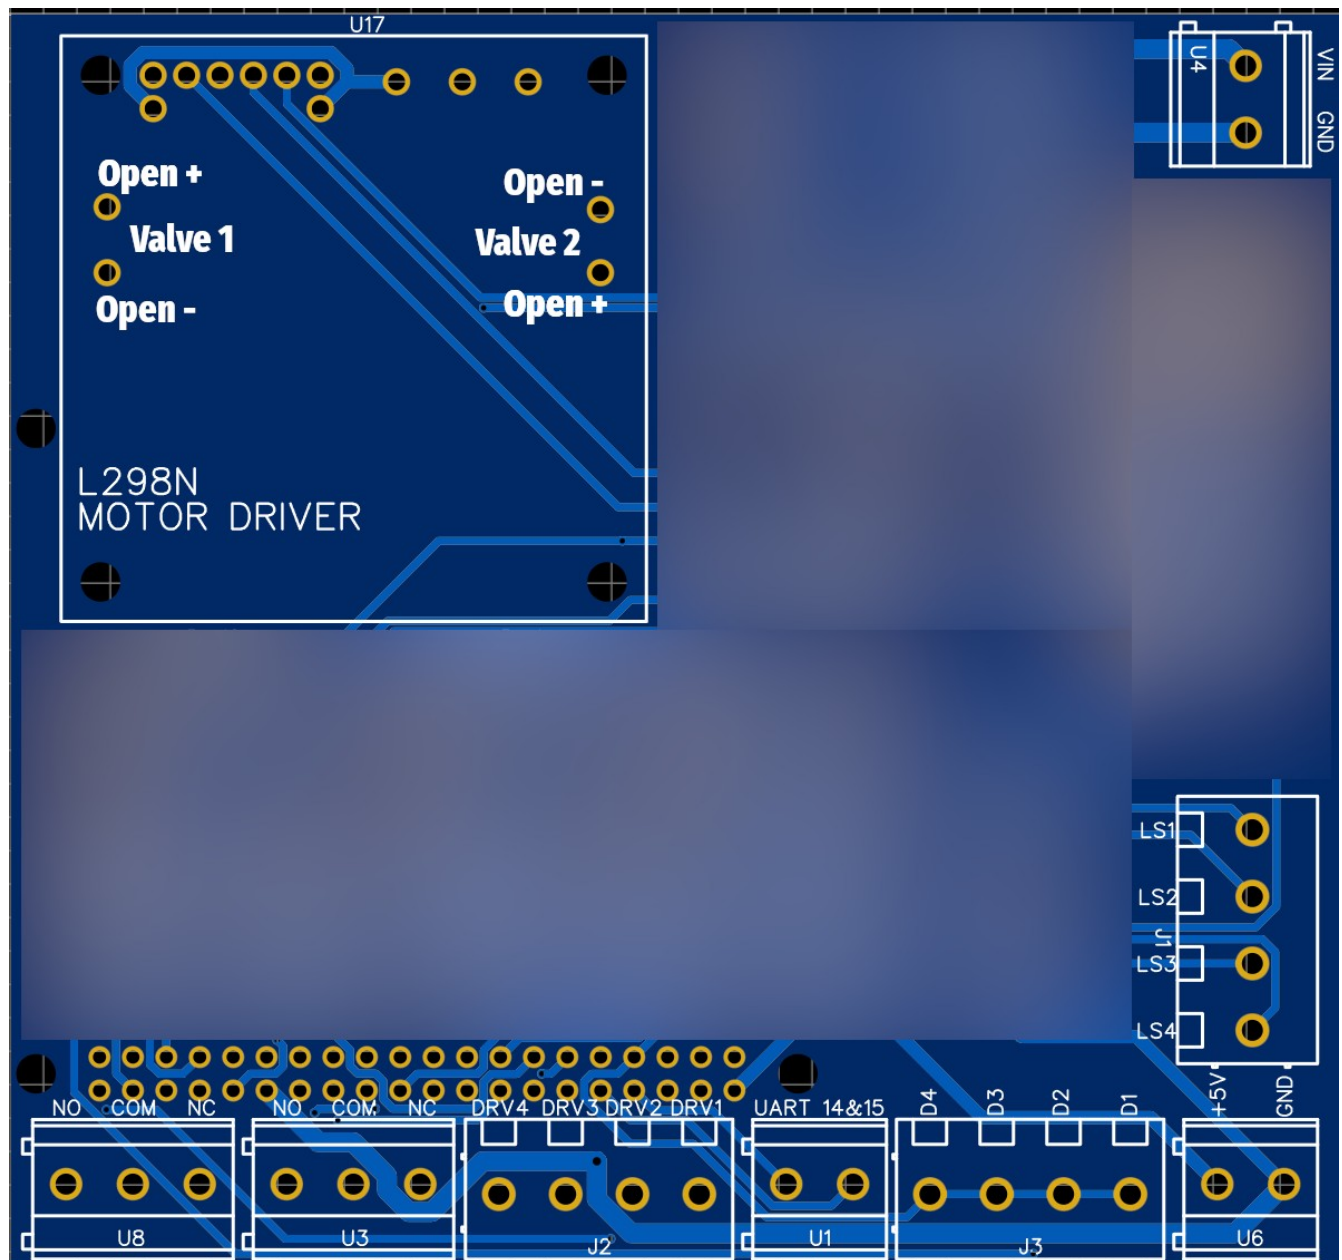 U17
U4
VIN
GND
Open +
Open -
Valve 1
Valve 2
Open -
Open +
L298N
MOTOR DRIVER
LS1
LS2
J1
LS3
LS4
+5V
GND
NO COM NC
NO COM NC
DRV4 DRV3 DRV2 DRV1
UART 14&15
D4 D3 D2 D1
U8
U3
J2
U1
J3
U6